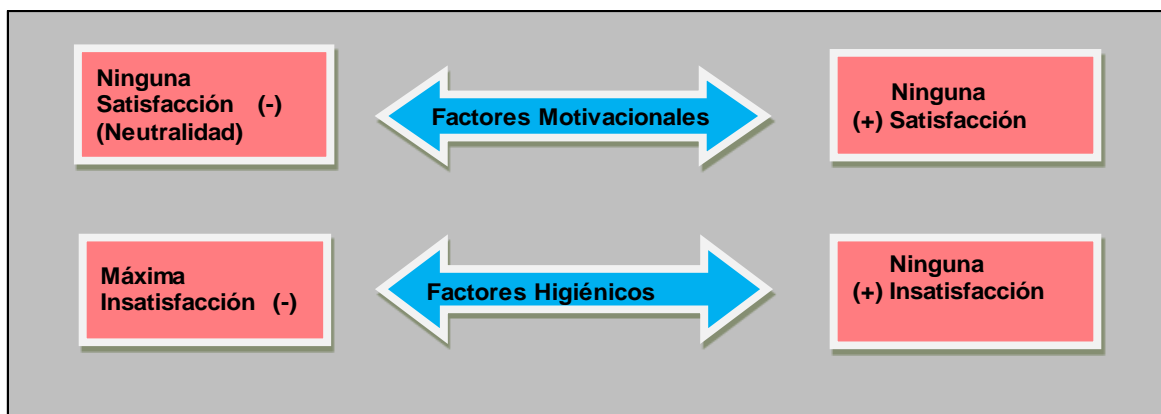 Ninguna
Satisfacción (-)
(Neutralidad)
Factores Motivacionales
Ninguna
(+) Satisfacción
Máxima
Insatisfacción (-)
Factores Higiénicos
Ninguna
(+) Insatisfacción